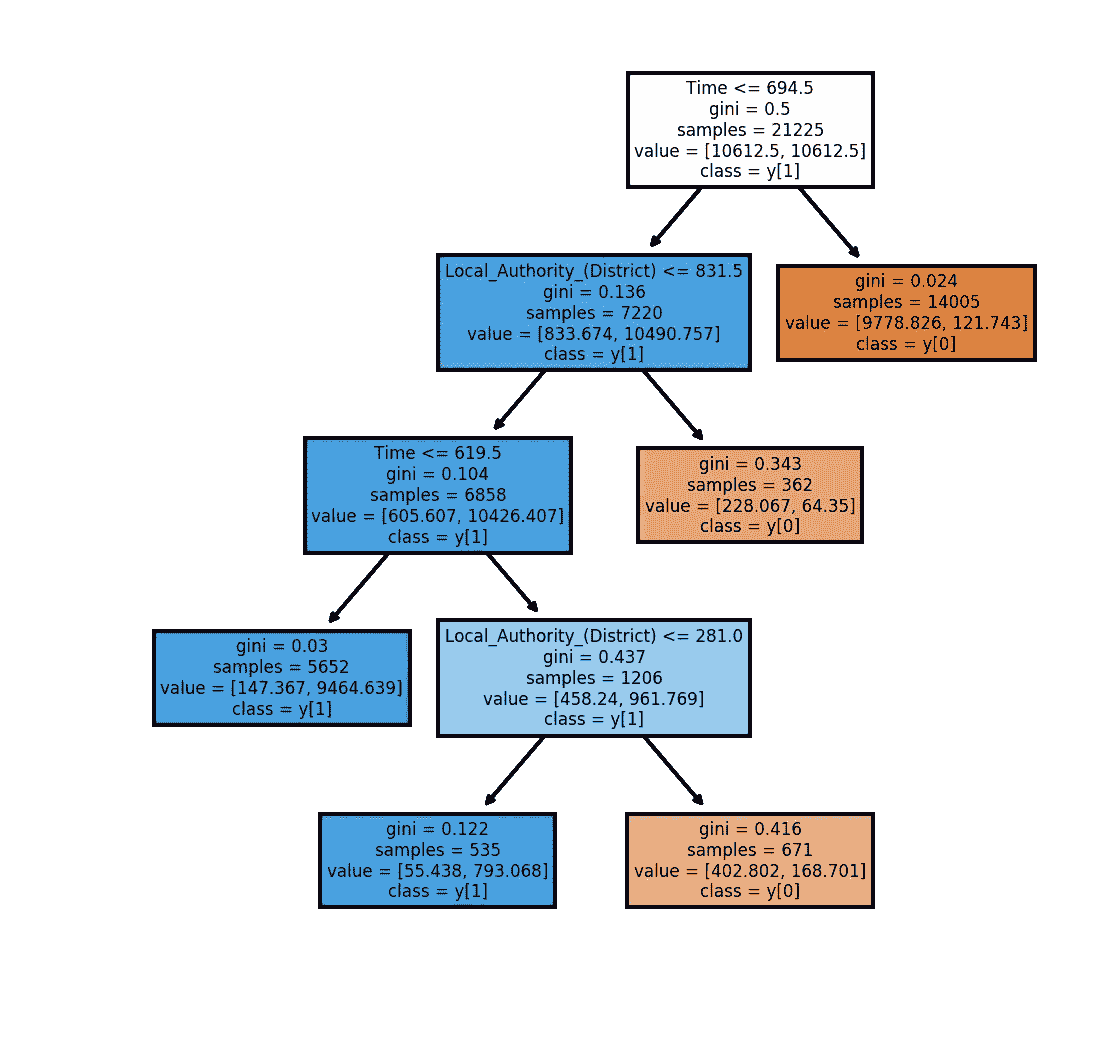 Time <= 694.5
gini = 0.5
samples = 21225
value = [10612.5, 10612.5]
class = y[1]
Local_Authority_(District) <= 831.5
gini = 0.136
samples = 7220
value = [833.674, 10490.757]
class = y[1]
gini = 0.024
samples = 14005
value = [9778.826, 121.743]
class = y[0]
Time <= 619.5
gini = 0.104
samples = 6858
value = [605.607, 10426.407]
class = y[1]
gini = 0.343
samples = 362
value = [228.067, 64.35]
class = y[0]
gini = 0.03
samples = 5652
value = [147.367, 9464.639]
class = y[1]
Local_Authority_(District) <= 281.0
gini = 0.437
samples = 1206
value = [458.24, 961.769]
class = y[1]
gini = 0.122
samples = 535
value = [55.438, 793.068]
class = y[1]
gini = 0.416
samples = 671
value = [402.802, 168.701]
class = y[0]